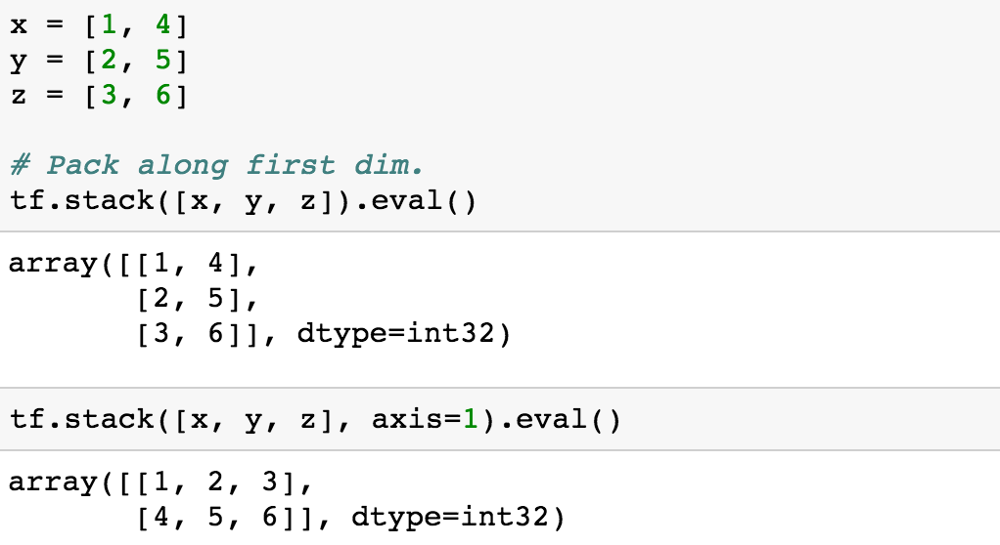 x = [1, 4]
y = [2, 5]
z = [3, 6]
# Pack along first dim.
tf.stack([x, y, z]).eval()
array([[1, 4],
       [2, 5],
       [3, 6]], dtype=int32)
tf.stack([x, y, z], axis=1).eval()
array([[1, 2, 3],
       [4, 5, 6]], dtype=int32)